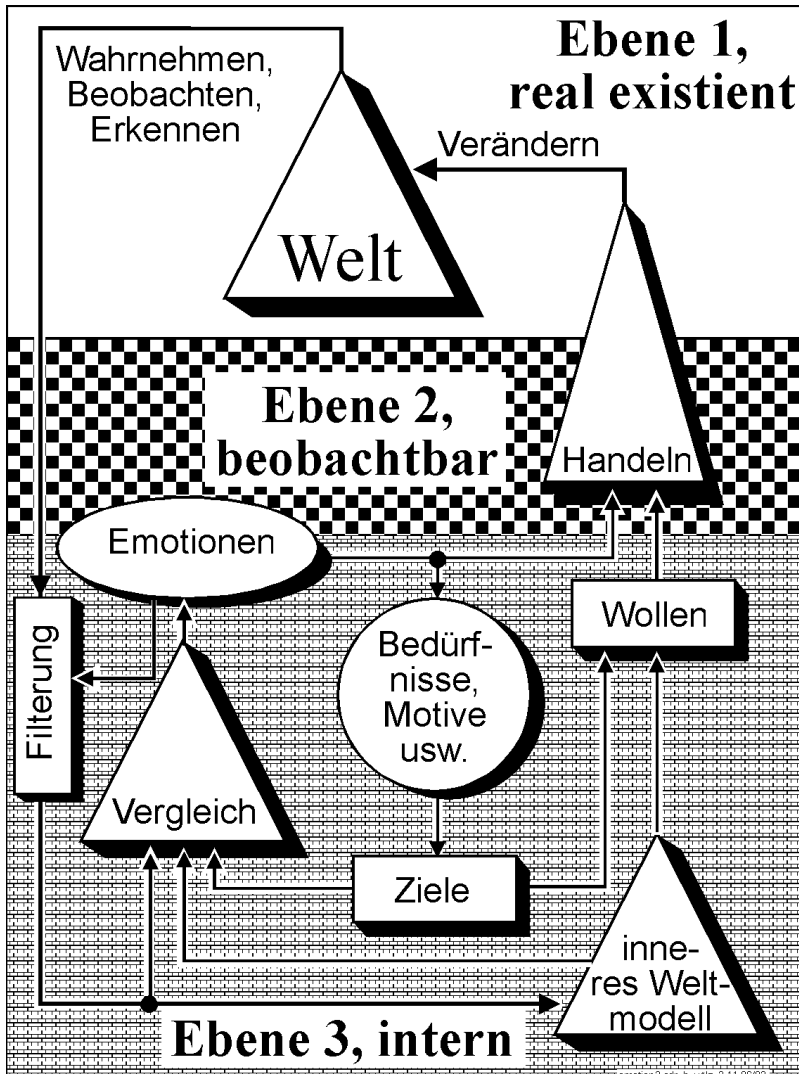 Ebene 1,
real existient
Wahrnehmen,
Beobachten,
Erkennen
Verändern
Welt
Ebene 2,
beobachtbar
Handeln
Emotionen
Wollen
Filterung
Bedürf-
nisse,
Motive
usw.
Vergleich
Ziele
inne-
res Welt-
modell
Ebene 3, intern